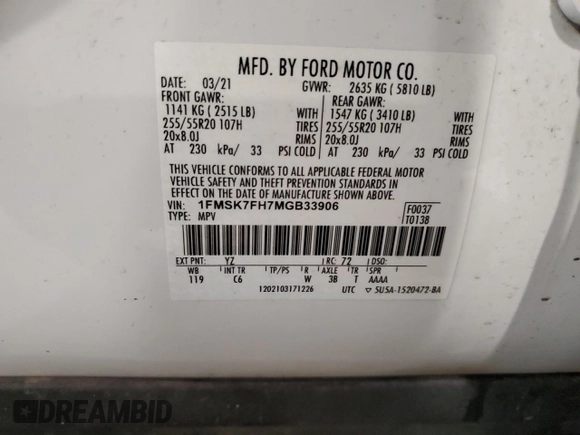 MFD. BY FORD MOTOR CO.
DATE: 03/21 GVWR: 2635 KG ( 5810 LB)
FRONT GAWR: REAR GAWR:
1141 KG ( 2515 LB) WITH 1547 KG ( 3410 LB) WITH
255/55R20 107H TIRES 255/55R20 107H TIRES
20x8.0J RIMS 20x8.0J RIMS
AT 230 kPa/ 33 PSI COLD AT 230 kPa/ 33 PSI COLD
THIS VEHICLE CONFORMS TO ALL APPLICABLE FEDERAL MOTOR
VEHICLE SAFETY AND THEFT PREVENTION STANDARDS IN
EFFECT ON THE DATE OF MANUFACTURE SHOWN ABOVE.
VIN: 1FMSK7FH7MGB33906 F0037
TYPE: MPV T0138
EXT PNT: YZ RC: 72 DSO:
WB INT TR TP/PS R AXLE TR SPR
119 C6 W 3B T AAAA
1202103171226 UTC ▽ 5U5A-1520472-BA
DREAMBID